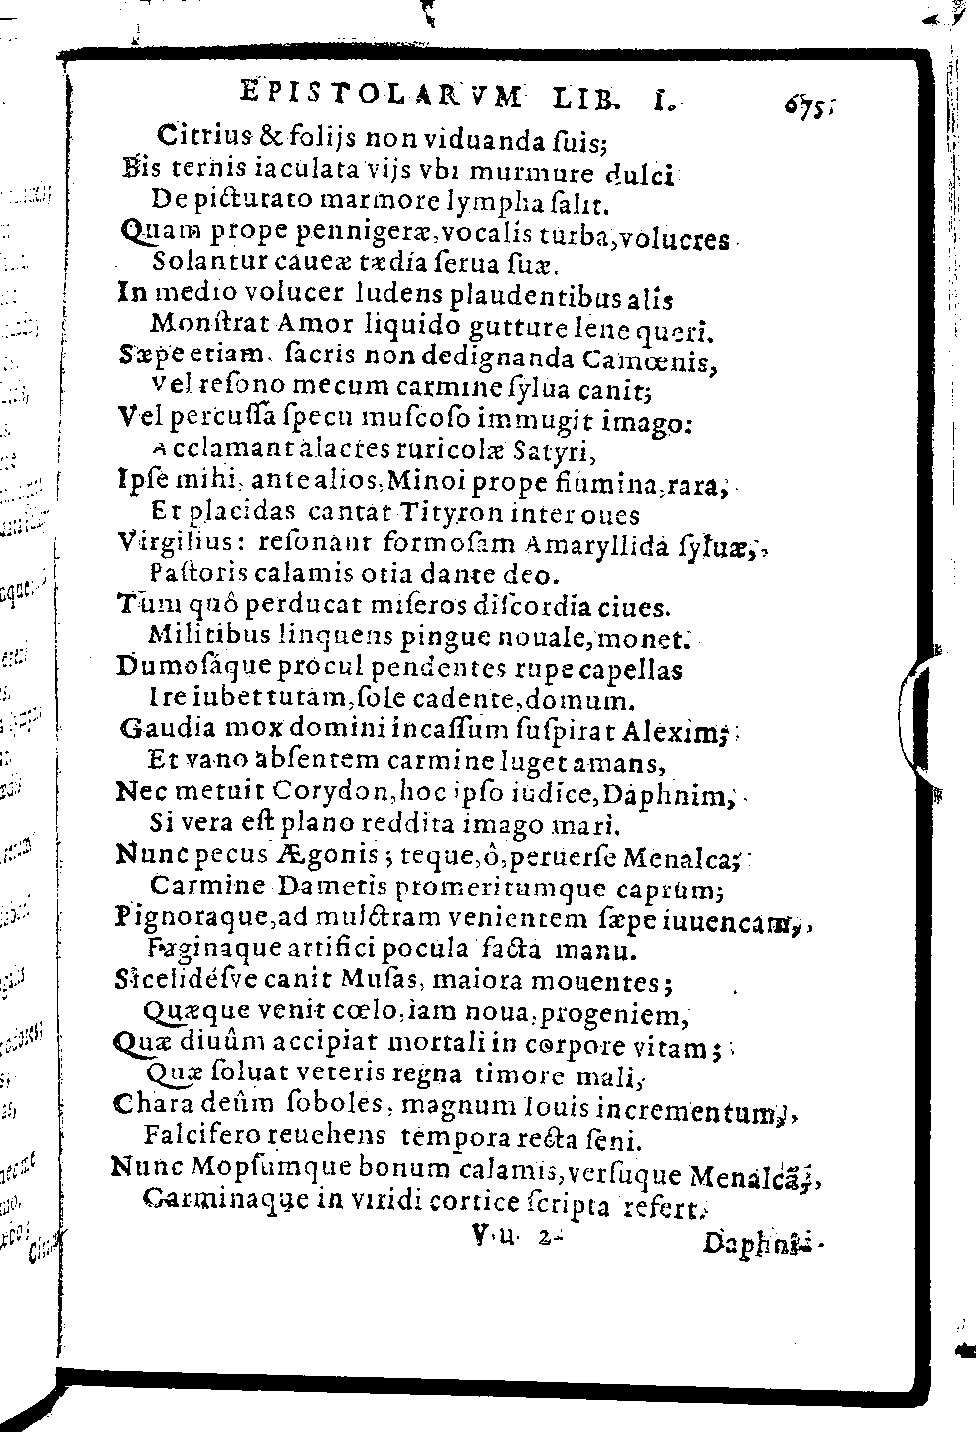 EPISTOLARVM LIB. I. 675
Citrius & folijs non viduanda ſuis;
Bis ternis iaculata vijs vbi murmure dulci
De picturato marmore lympha ſalit.
Quam prope pennigeræ, vocalis turba, volucres
Solantur caueæ tædia ſerua ſuæ.
In medio volucer ludens plaudentibus alis
Monſtrat Amor liquido gutture lene queri.
Sæpe etiam ſacris non dedignanda Camœnis,
Vel reſono mecum carmine ſylua canit;
Vel percuſſa ſpecu muſcoſo immugit imago:
Acclamant alacres ruricolæ Satyri,
Ipſe mihi, ante alios, Minoi prope flumina, rara,
Et placidas cantat Tityron inter oues
Virgilius: reſonant formoſam Amaryllida ſyluæ,
Paſtoris calamis otia dante deo.
Tum quô perducat miſeros diſcordia ciues.
Militibus linquens pingue nouale, monet.
Dumoſáque procul pendentes rupe capellas
Ire iubet tutam, ſole cadente, domum.
Gaudia mox domini incaſſum ſuſpirat Alexim;
Et vano abſentem carmine luget amans,
Nec metuit Corydon, hoc ipſo iudice, Daphnim,
Si vera eſt plano reddita imago mari.
Nunc pecus Ægonis; teque, ô, peruerſe Menalca;
Carmine Dametis promeritumque caprum;
Pignoraque, ad mulctram venientem ſæpe iuuencam,
Faginaque artifici pocula facta manu.
Sicelidéſve canit Muſas, maiora mouentes;
Quæque venit cœlo, iam noua, progeniem,
Quæ diuûm accipiat mortali in corpore vitam;
Quæ ſoluat veteris regna timore mali,
Chara deûm ſoboles, magnum Iouis incrementum,
Falcifero reuehens tempora recta ſeni.
Nunc Mopſumque bonum calamis, verſuque Menalcã,
Carminaque in viridi cortice ſcripta refert.
V u 2
Daphnis